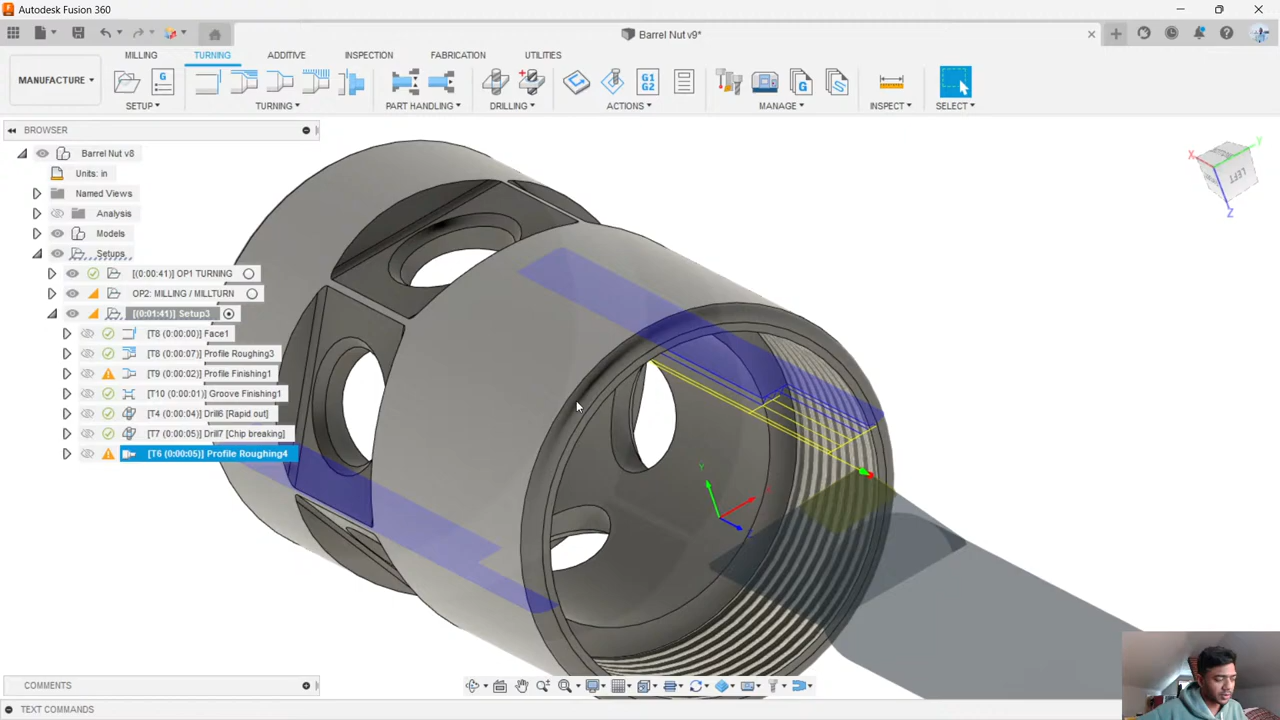 Autodesk Fusion 360
Barrel Nut v9*
MILLING TURNING ADDITIVE INSPECTION FABRICATION UTILITIES
MANUFACTURE
G
G1
G2
G
SETUP TURNING PART HANDLING DRILLING ACTIONS MANAGE INSPECT SELECT
BROWSER
Barrel Nut v8
Units: in
Named Views
Analysis
Models
Setups
[(0:00:41)] OP1 TURNING
OP2: MILLING / MILLTURN
[(0:01:41)] Setup3
[T8 (0:00:00)] Face1
[T8 (0:00:07)] Profile Roughing3
[T9 (0:00:02)] Profile Finishing1
[T10 (0:00:01)] Groove Finishing1
[T4 (0:00:04)] Drill6 [Rapid out]
[T7 (0:00:05)] Drill7 [Chip breaking]
[T6 (0:00:05)] Profile Roughing4
X
Y
LEFT
Z
Y
COMMENTS
TEXT COMMANDS